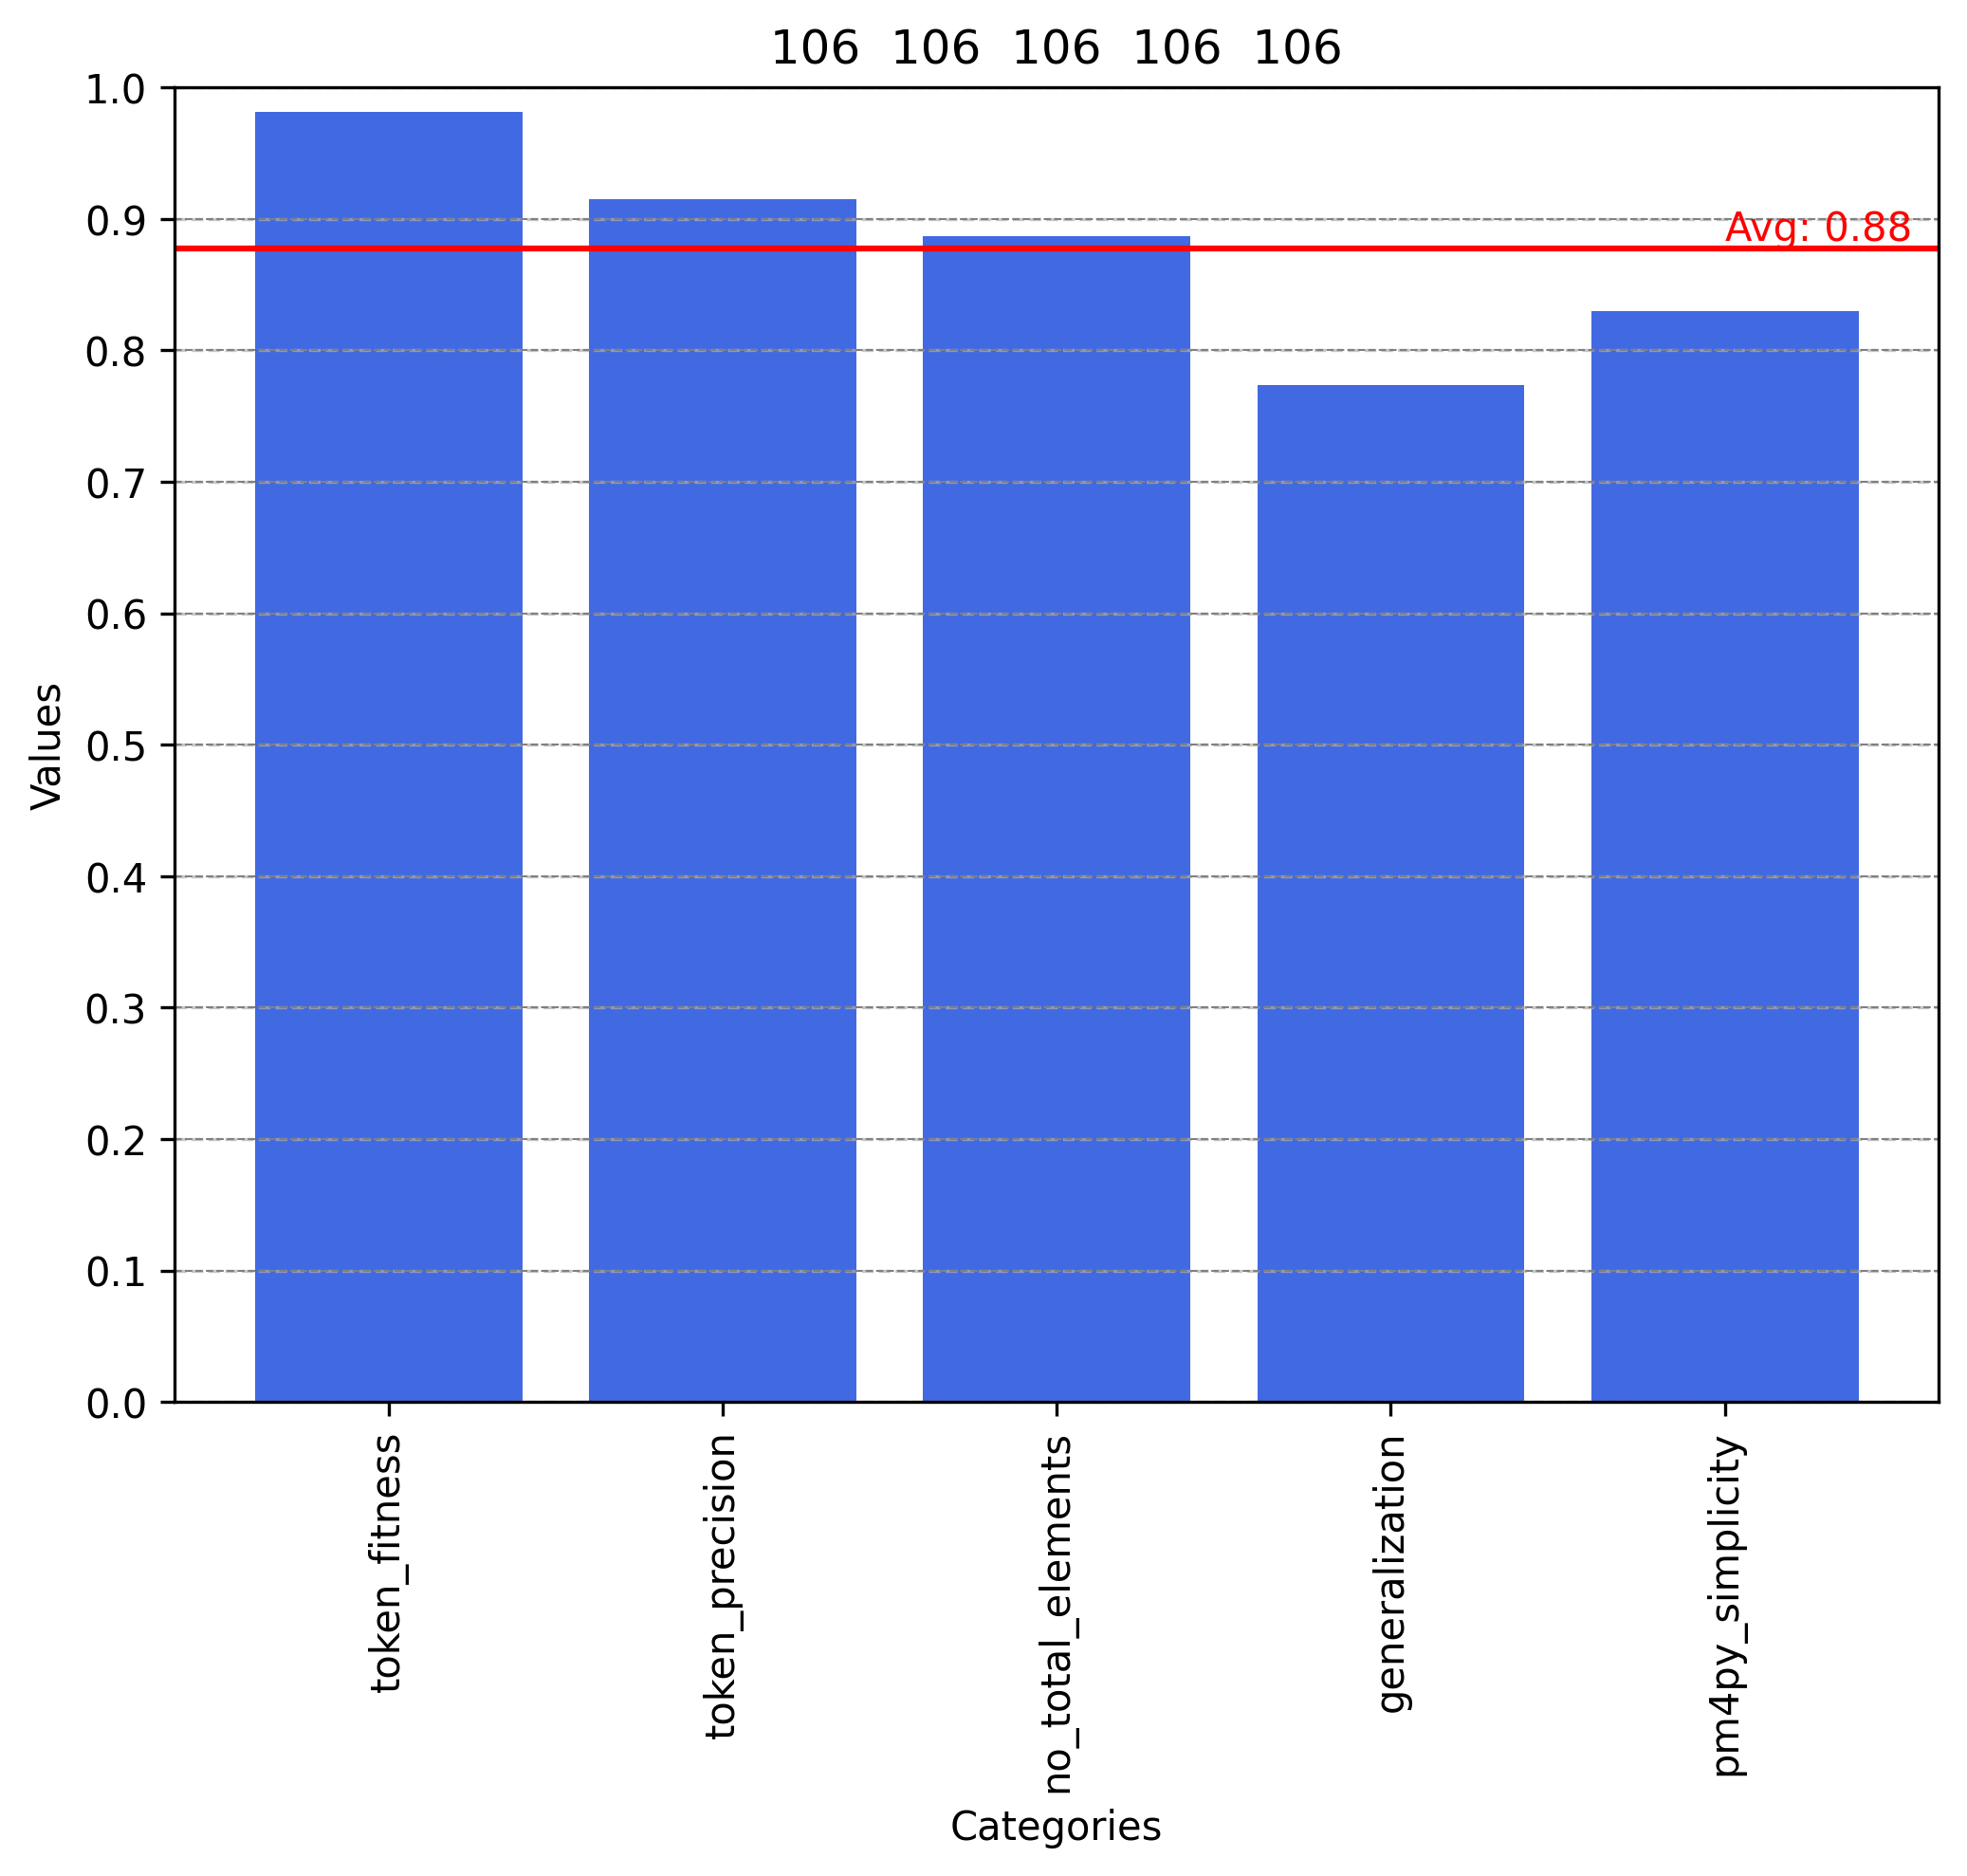 106 106 106 106 106
1.0
0.9
0.8
0.7
0.6
0.5
0.4
0.3
0.2
0.1
0.0
Values
Avg: 0.88
token_fitness
token_precision
no_total_elements
generalization
pm4py_simplicity
Categories